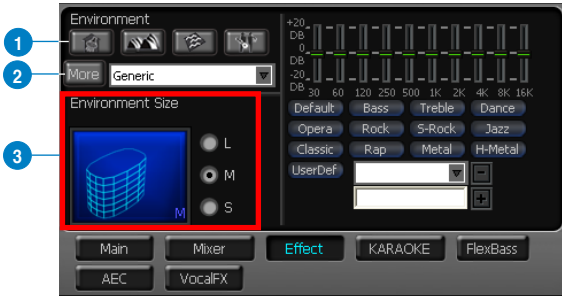 Environment
1
2
More Generic
Environment Size
3
L
M
S
M
+20
DB
0
DB
-20
DB
30 60 120 250 500 1K 2K 4K 8K 16K
Default Bass Treble Dance
Opera Rock S-Rock Jazz
Classic Rap Metal H-Metal
UserDef
Main Mixer Effect KARAOKE FlexBass
AEC VocalFX